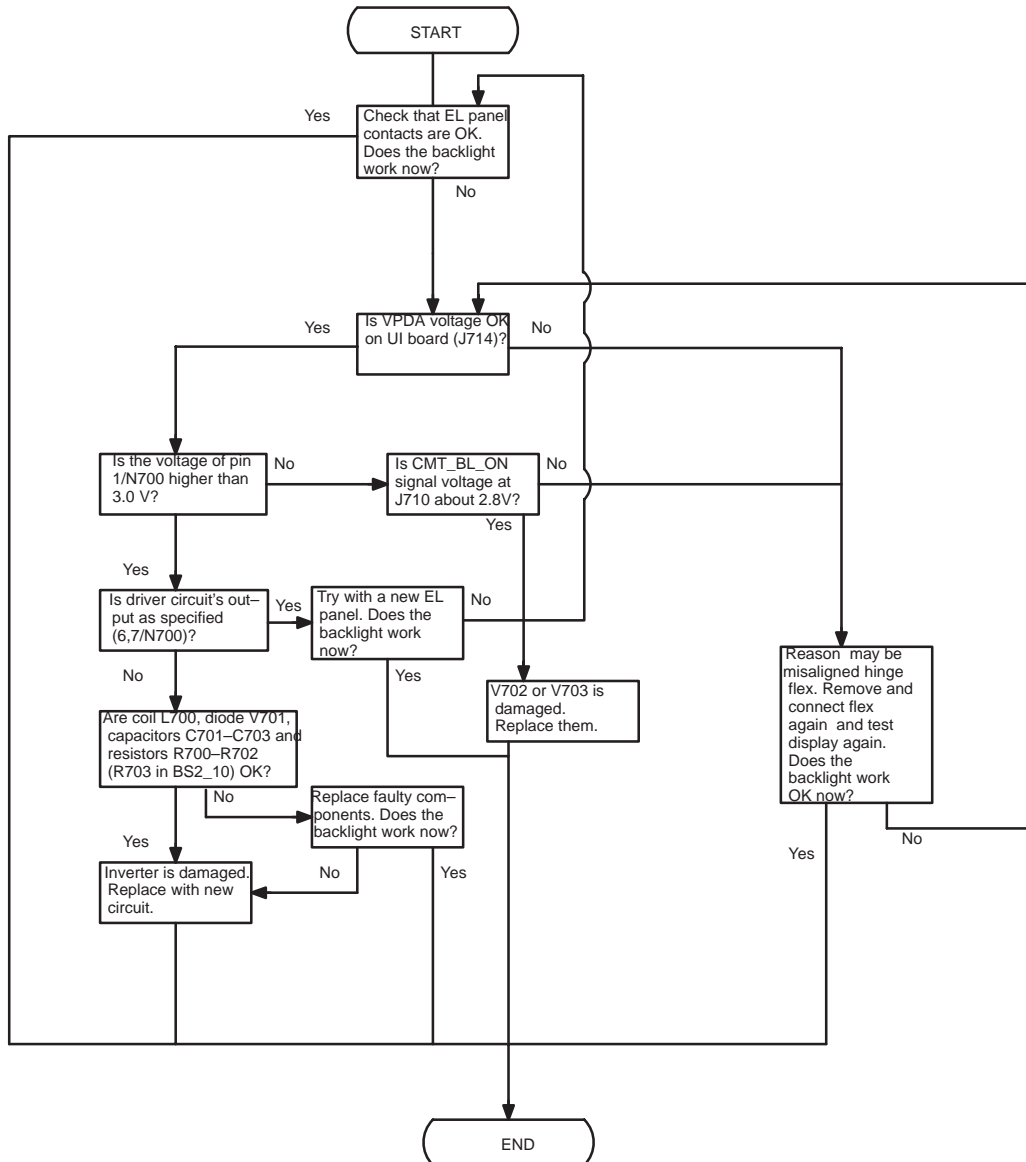 START
Yes
Check that EL panel
contacts are OK.
Does the backlight
work now?
No
Yes
Is VPDA voltage OK
on UI board (J714)?
No
Is the voltage of pin
1/N700 higher than
3.0 V?
No
Is CMT_BL_ON
signal voltage at
J710 about 2.8V?
No
Yes
Yes
Is driver circuit's out–
put as specified
(6,7/N700)?
Yes
Try with a new EL
panel. Does the
backlight work
now?
No
No
Yes
V702 or V703 is
damaged.
Replace them.
Reason may be
misaligned hinge
flex. Remove and
connect flex
again and test
display again.
Does the
backlight work
OK now?
Are coil L700, diode V701,
capacitors C701–C703 and
resistors R700–R702
(R703 in BS2_10) OK?
No
Replace faulty com–
ponents. Does the
backlight work now?
Yes
Yes
No
Inverter is damaged.
Replace with new
circuit.
No
Yes
END